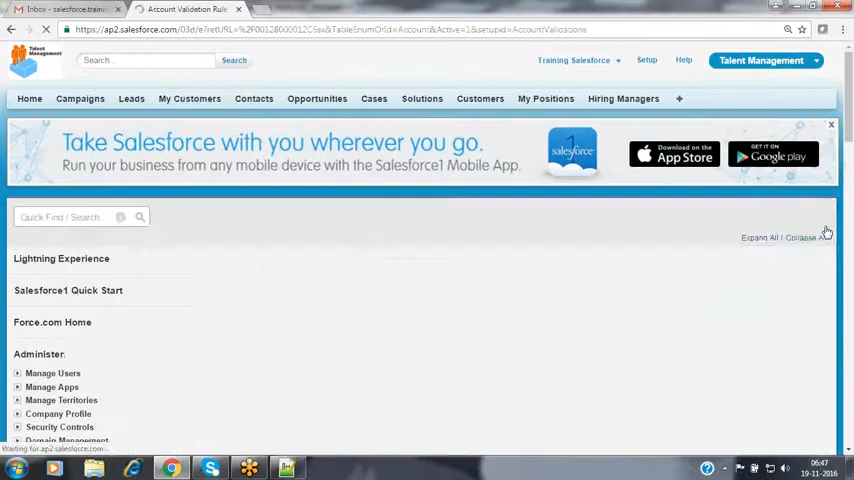 Inbox - salesforce.trainin
Account Validation Rule
https://ap2.salesforce.com/03d/e?retURL=%2F00128000012C6sx&TableEnumOrId=Account&Active=1&setupid=AccountValidations
Talent
Management
Search...
Search
Training Salesforce
Setup
Help
Talent Management
Home
Campaigns
Leads
My Customers
Contacts
Opportunities
Cases
Solutions
Customers
My Positions
Hiring Managers
+
Take Salesforce with you wherever you go.
Run your business from any mobile device with the Salesforce1 Mobile App.
salesforce
Download on the
App Store
GET IT ON
Google play
Quick Find / Search...
Expand All | Collapse A
Lightning Experience
Salesforce1 Quick Start
Force.com Home
Administer
Manage Users
Manage Apps
Manage Territories
Company Profile
Security Controls
Domain Management
Waiting for ap2.salesforce.com...
06:47
19-11-2016